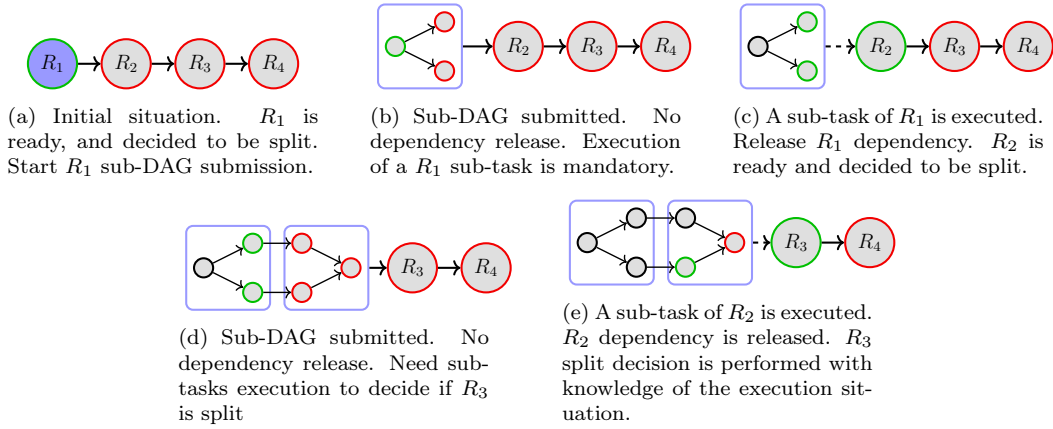 R1 R2 R3 R4
(a) Initial situation. R1 is
ready, and decided to be split.
Start R1 sub-DAG submission.
R2 R3 R4
(b) Sub-DAG submitted. No
dependency release. Execution
of a R1 sub-task is mandatory.
R2 R3 R4
(c) A sub-task of R1 is executed.
Release R1 dependency. R2 is
ready and decided to be split.
R3 R4
(d) Sub-DAG submitted. No
dependency release. Need sub-
tasks execution to decide if R3
is split
R3 R4
(e) A sub-task of R2 is executed.
R2 dependency is released. R3
split decision is performed with
knowledge of the execution sit-
uation.